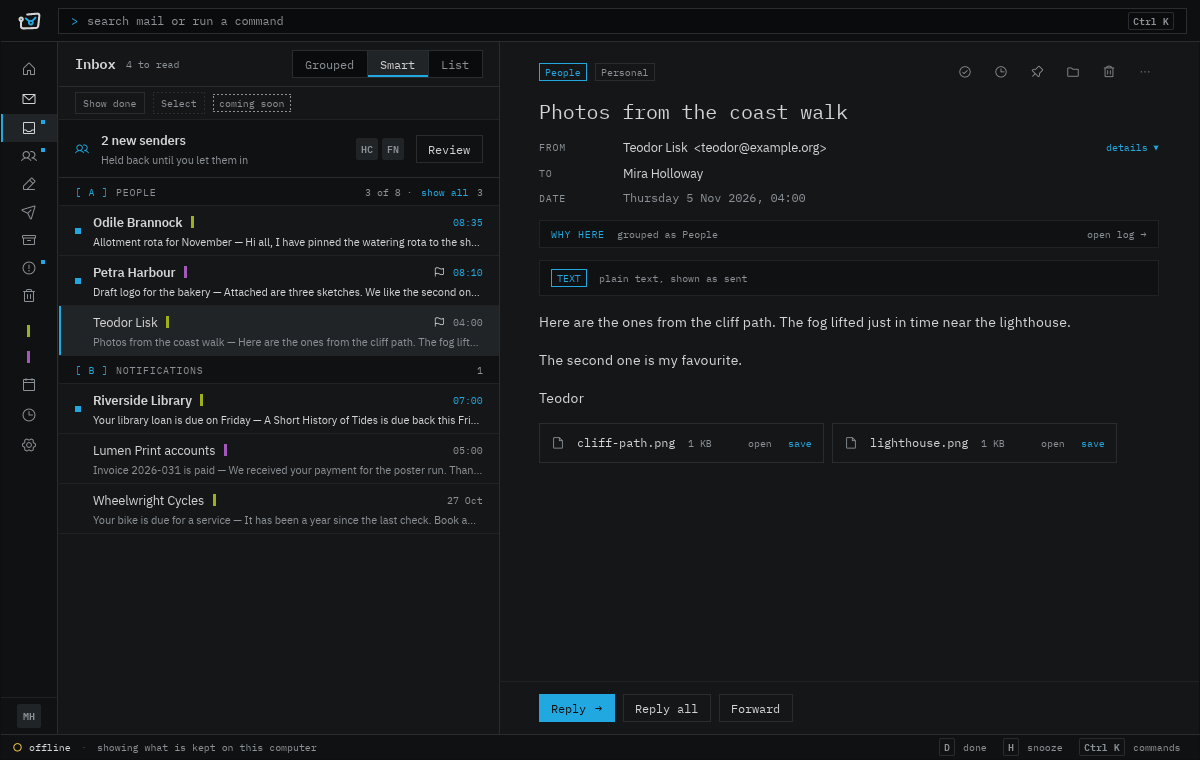 > search mail or run a command
Ctrl K
Inbox 4 to read
Grouped Smart List
Show done Select coming soon
2 new senders
Held back until you let them in
HC FN Review
[ A ] PEOPLE 3 of 8 · show all 3
Odile Brannock 08:35
Allotment rota for November — Hi all, I have pinned the watering rota to the sh...
Petra Harbour 08:10
Draft logo for the bakery — Attached are three sketches. We like the second on...
Teodor Lisk 04:00
Photos from the coast walk — Here are the ones from the cliff path. The fog lift...
[ B ] NOTIFICATIONS 1
Riverside Library 07:00
Your library loan is due on Friday — A Short History of Tides is due back this Fri...
Lumen Print accounts 05:00
Invoice 2026-031 is paid — We received your payment for the poster run. Than...
Wheelwright Cycles 27 Oct
Your bike is due for a service — It has been a year since the last check. Book a...
People Personal
Photos from the coast walk
FROM Teodor Lisk <teodor@example.org> details ▾
TO Mira Holloway
DATE Thursday 5 Nov 2026, 04:00
WHY HERE grouped as People open log →
TEXT plain text, shown as sent
Here are the ones from the cliff path. The fog lifted just in time near the lighthouse.
The second one is my favourite.
Teodor
cliff-path.png 1 KB open save
lighthouse.png 1 KB open save
Reply → Reply all Forward
MH
offline · showing what is kept on this computer
D done H snooze Ctrl K commands